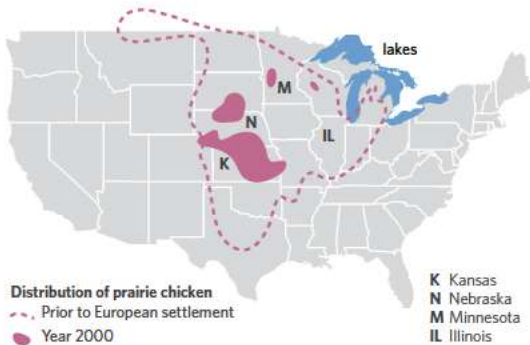 lakes
M
N
IL
K
Distribution of prairie chicken
Prior to European settlement
Year 2000
K Kansas
N Nebraska
M Minnesota
IL Illinois